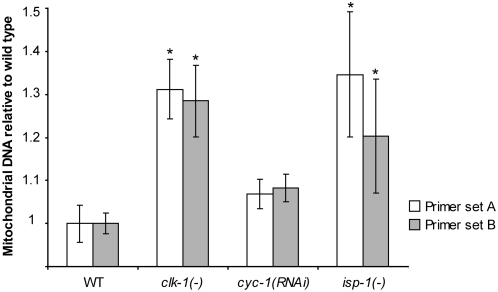 Mitochondrial DNA relative to wild type
1.5
1.4
1.3
1.2
1.1
1
* * * *
WT clk-1(-) cyc-1(RNAi) isp-1(-)
Primer set A
Primer set B